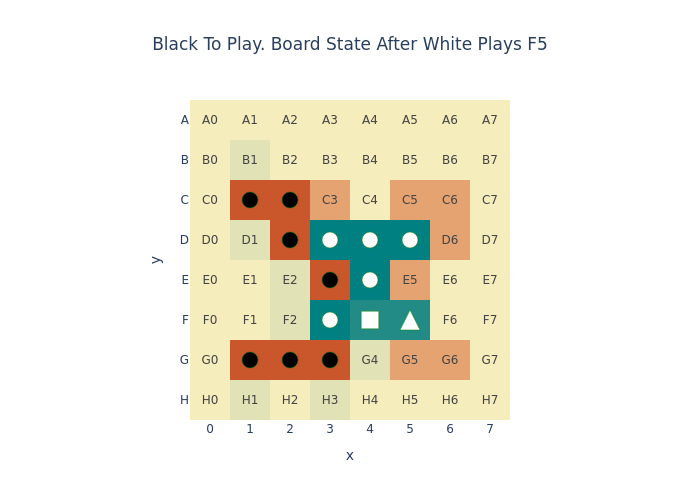 Black To Play. Board State After White Plays F5
A A0 A1 A2 A3 A4 A5 A6 A7
B B0 B1 B2 B3 B4 B5 B6 B7
C C0 C3 C4 C5 C6 C7
D D0 D1 D6 D7
y
E E0 E1 E2 E5 E6 E7
F F0 F1 F2 F6 F7
G G0 G4 G5 G6 G7
H H0 H1 H2 H3 H4 H5 H6 H7
0 1 2 3 4 5 6 7
x